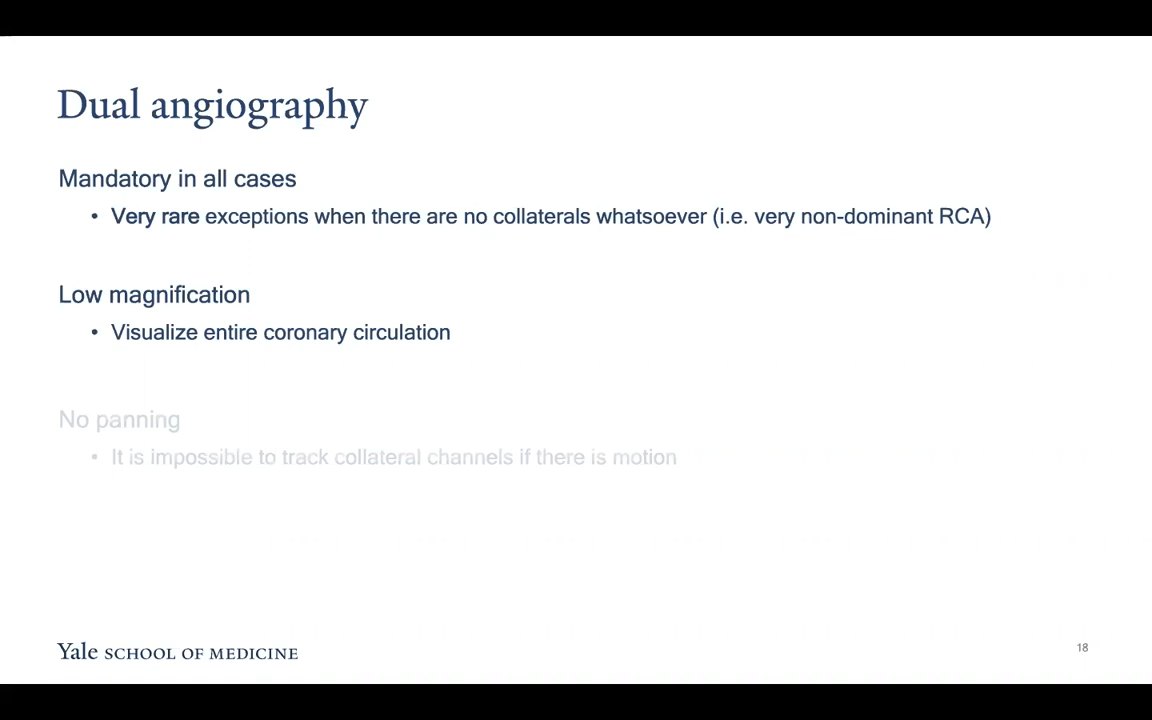 Dual angiography
Mandatory in all cases
• Very rare exceptions when there are no collaterals whatsoever (i.e. very non-dominant RCA)
Low magnification
• Visualize entire coronary circulation
No panning
• It is impossible to track collateral channels if there is motion
Yale SCHOOL OF MEDICINE
18